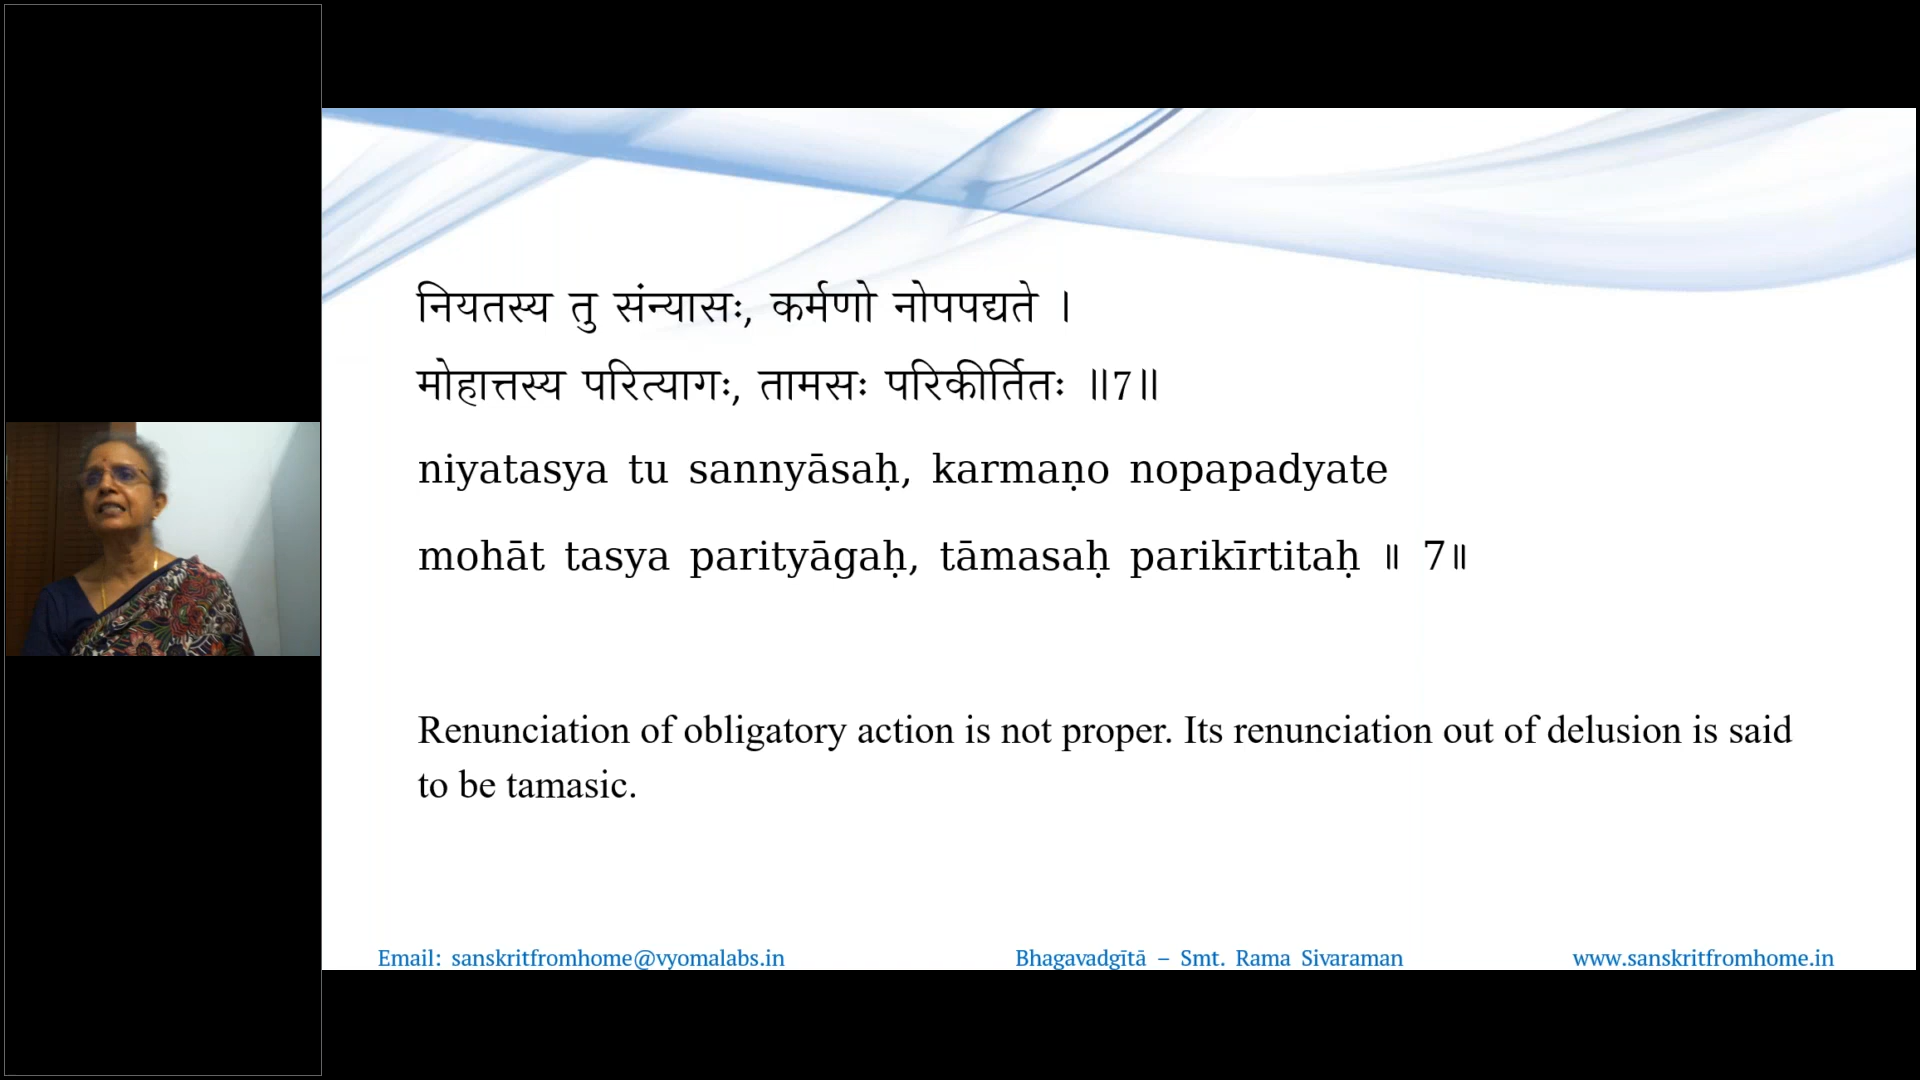 नियतस्य तु संन्यासः, कर्मणो नोपपद्यते ।
मोहात्तस्य परित्यागः, तामसः परिकीर्तितः ॥7॥
niyatasya tu sannyāsaḥ, karmaṇo nopapadyate
mohāt tasya parityāgaḥ, tāmasaḥ parikīrtitaḥ ॥ 7॥
Renunciation of obligatory action is not proper. Its renunciation out of delusion is said
to be tamasic.
Email: sanskritfromhome@vyomalabs.in Bhagavadgītā – Smt. Rama Sivaraman www.sanskritfromhome.in